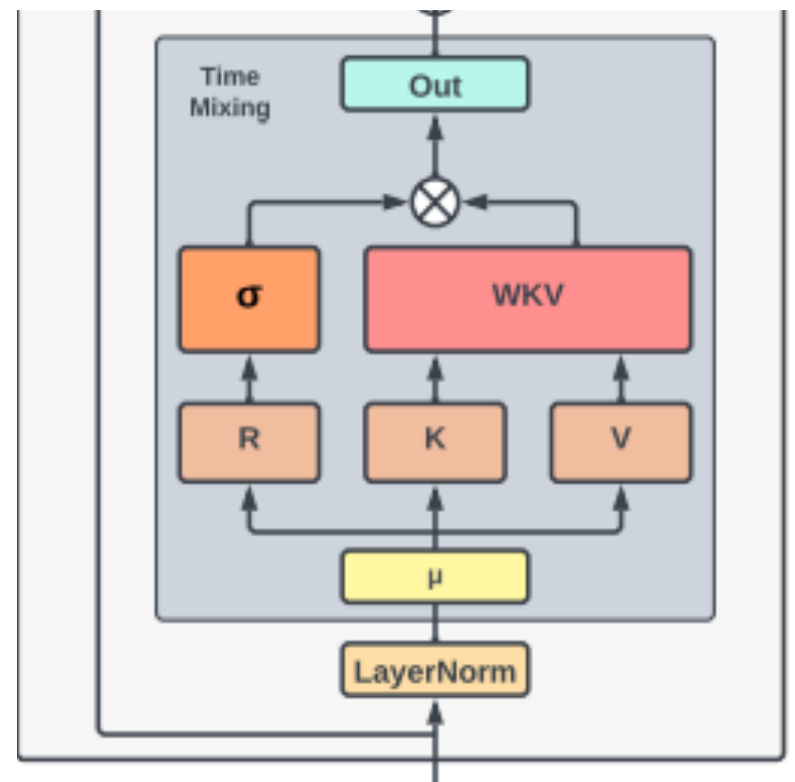 Time
Mixing
Out
σ
WKV
R
K
V
μ
LayerNorm